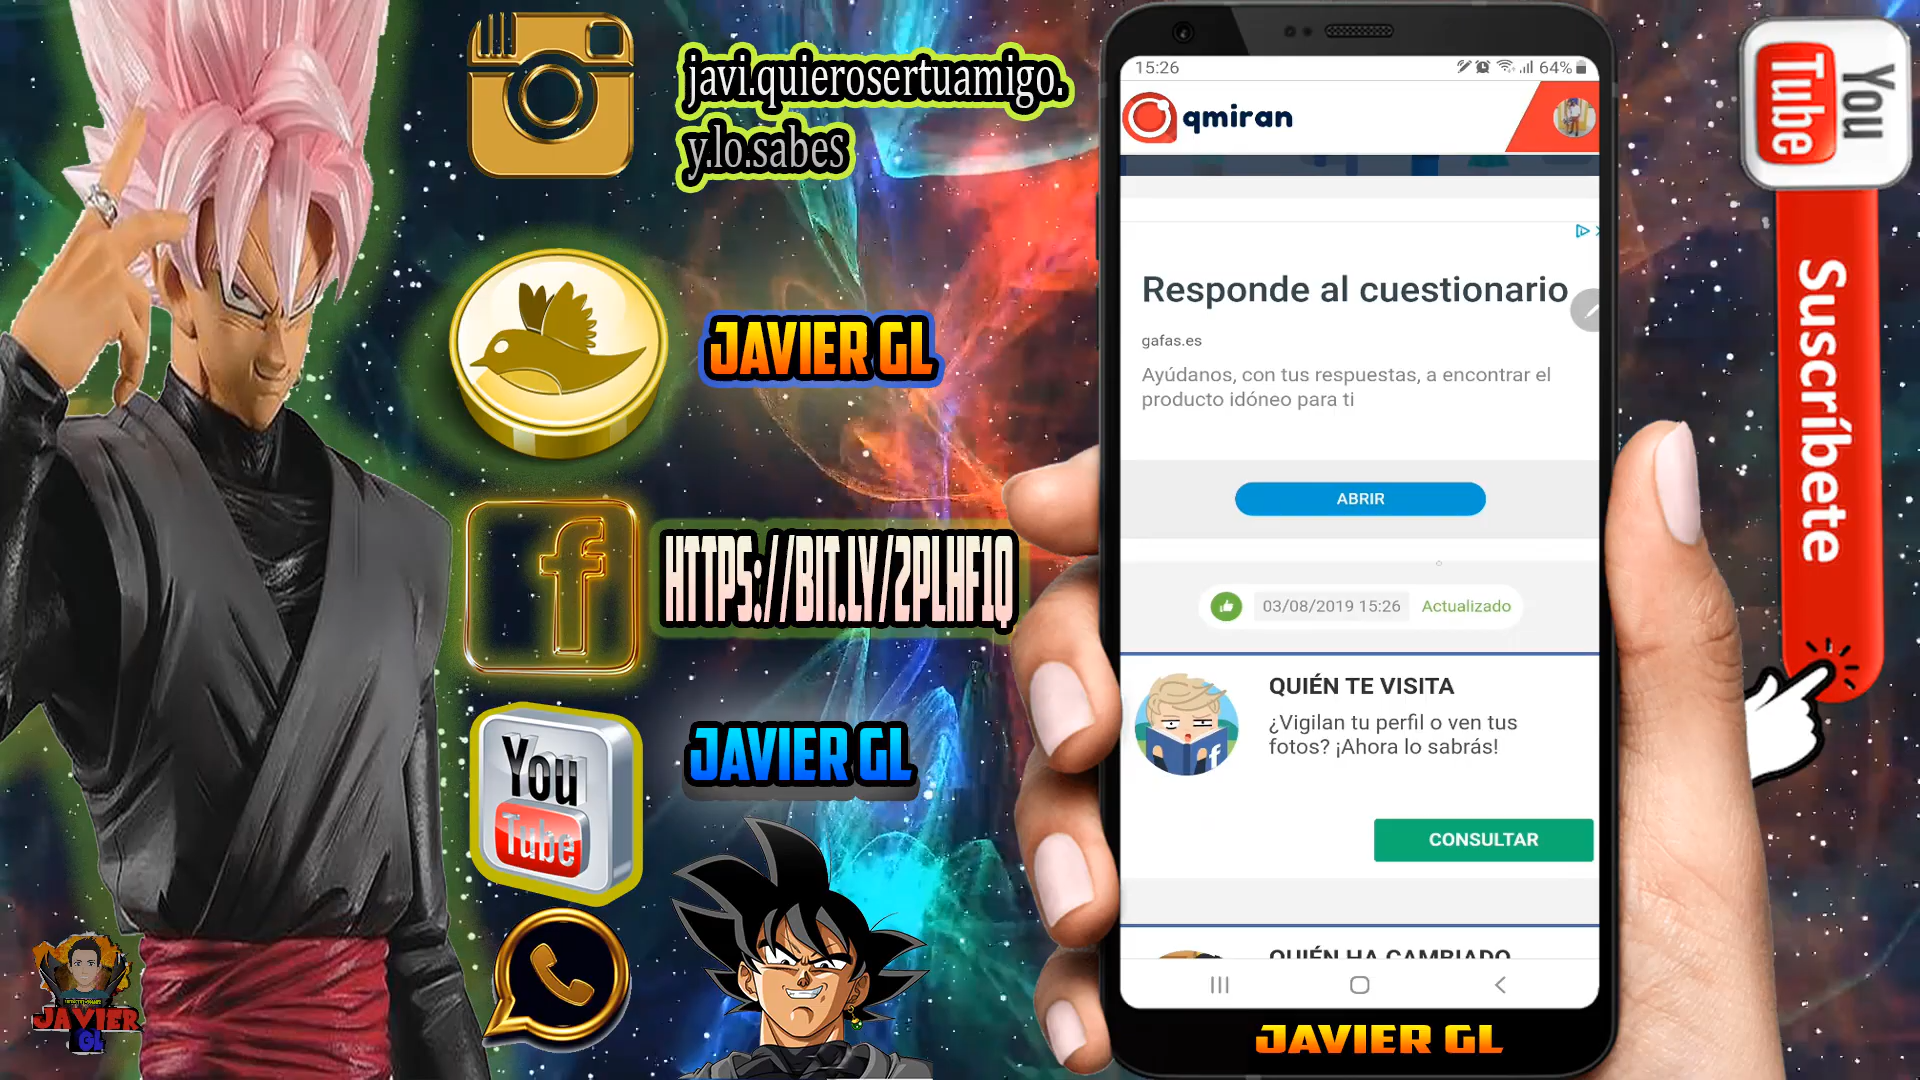 javi.quierosertuamigo.
y.lo.sabes
JAVIER GL
HTTPS://BIT.LY/2PLHF1Q
JAVIER GL
You
Tube
JAVIER
GL
15:26
64%
qmiran
Responde al cuestionario
gafas.es
Ayúdanos, con tus respuestas, a encontrar el
producto idóneo para ti
ABRIR
03/08/2019 15:26 Actualizado
QUIÉN TE VISITA
¿Vigilan tu perfil o ven tus
fotos? ¡Ahora lo sabrás!
CONSULTAR
QUIÉN HA CAMBIADO
JAVIER GL
You
Tube
Suscríbete